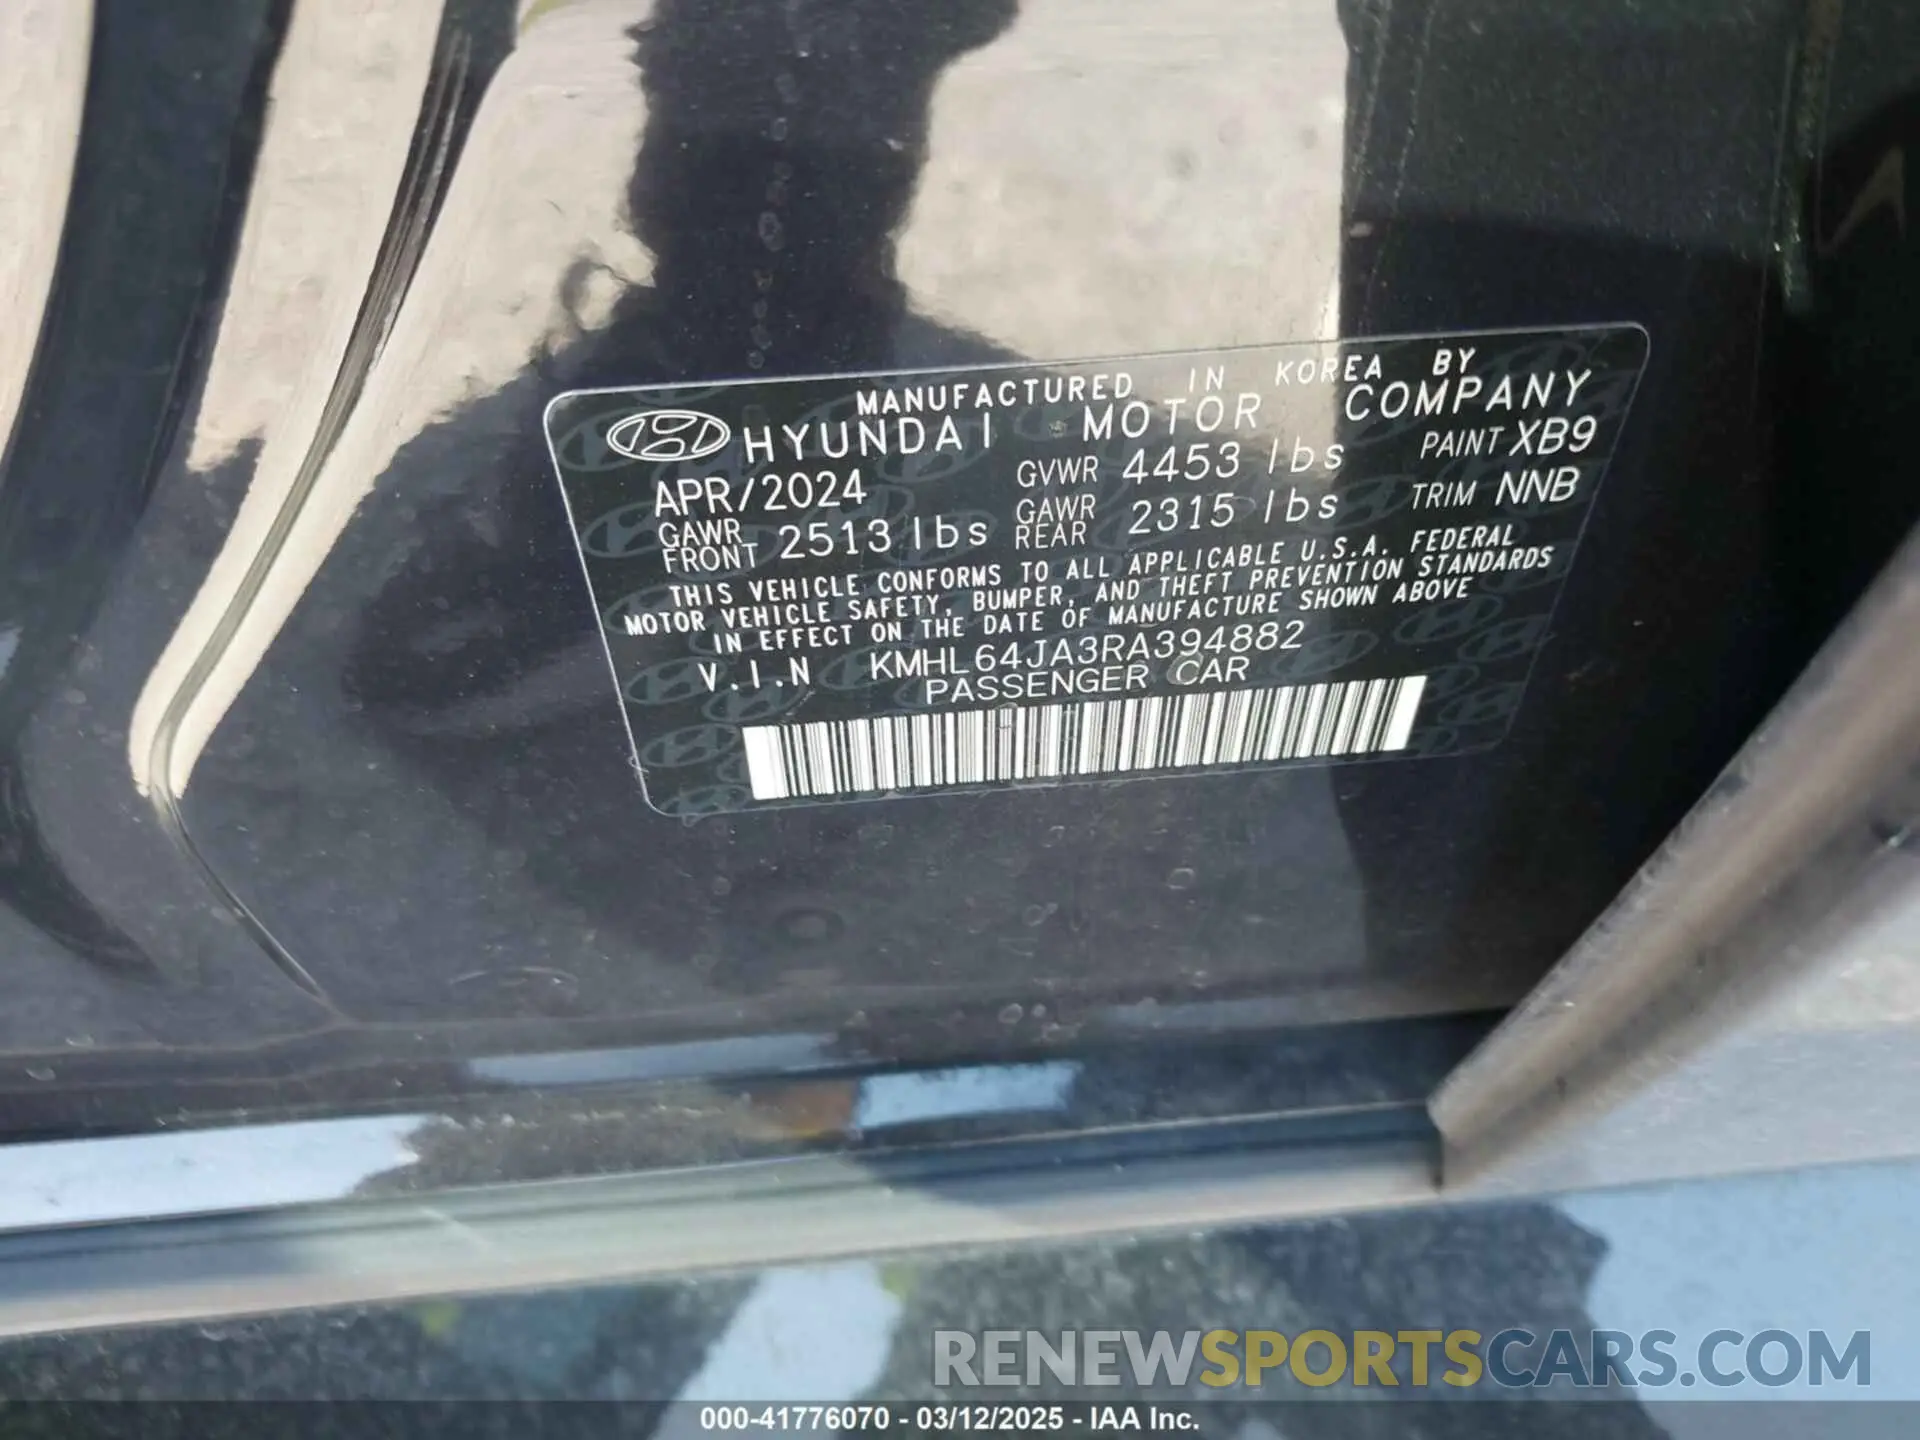 MANUFACTURED IN KOREA BY
HYUNDAI MOTOR COMPANY
APR/2024 GVWR 4453 lbs PAINT XB9
GAWR FRONT 2513 lbs GAWR REAR 2315 lbs TRIM NNB
THIS VEHICLE CONFORMS TO ALL APPLICABLE U.S.A. FEDERAL
MOTOR VEHICLE SAFETY, BUMPER, AND THEFT PREVENTION STANDARDS
IN EFFECT ON THE DATE OF MANUFACTURE SHOWN ABOVE
V.I.N KMHL64JA3RA394882
PASSENGER CAR
RENEWSPORTSCARS.COM
000-41776070 - 03/12/2025 - IAA Inc.